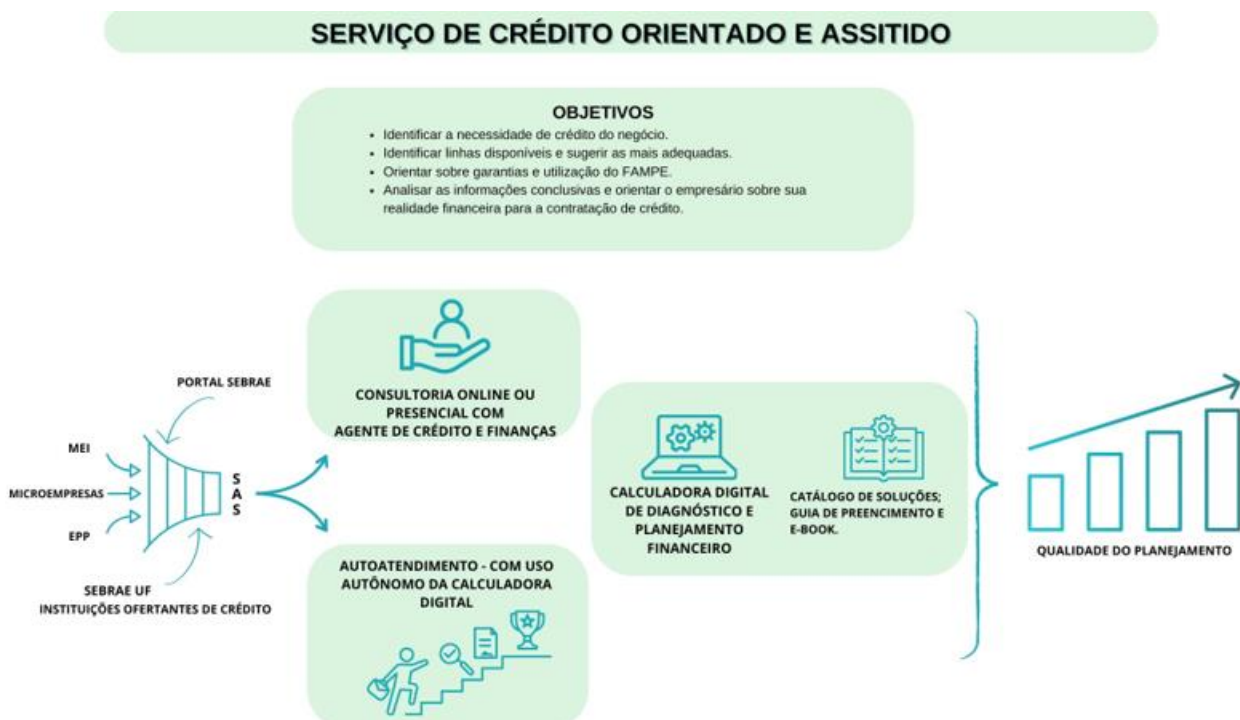 SERVIÇO DE CRÉDITO ORIENTADO E ASSITIDO
OBJETIVOS
• Identificar a necessidade de crédito do negócio.
• Identificar linhas disponíveis e sugerir as mais adequadas.
• Orientar sobre garantias e utilização do FAMPE.
• Analisar as informações conclusivas e orientar o empresário sobre sua
realidade financeira para a contratação de crédito.
PORTAL SEBRAE
MEI
MICROEMPRESAS
EPP
S
A
S
SEBRAE UF
INSTITUIÇÕES OFERTANTES DE CRÉDITO
CONSULTORIA ONLINE OU
PRESENCIAL COM
AGENTE DE CRÉDITO E FINANÇAS
AUTOATENDIMENTO - COM USO
AUTÔNOMO DA CALCULADORA
DIGITAL
CALCULADORA DIGITAL
DE DIAGNÓSTICO E
PLANEJAMENTO
FINANCEIRO
CATÁLOGO DE SOLUÇÕES;
GUIA DE PREENCIMENTO E
E-BOOK.
QUALIDADE DO PLANEJAMENTO